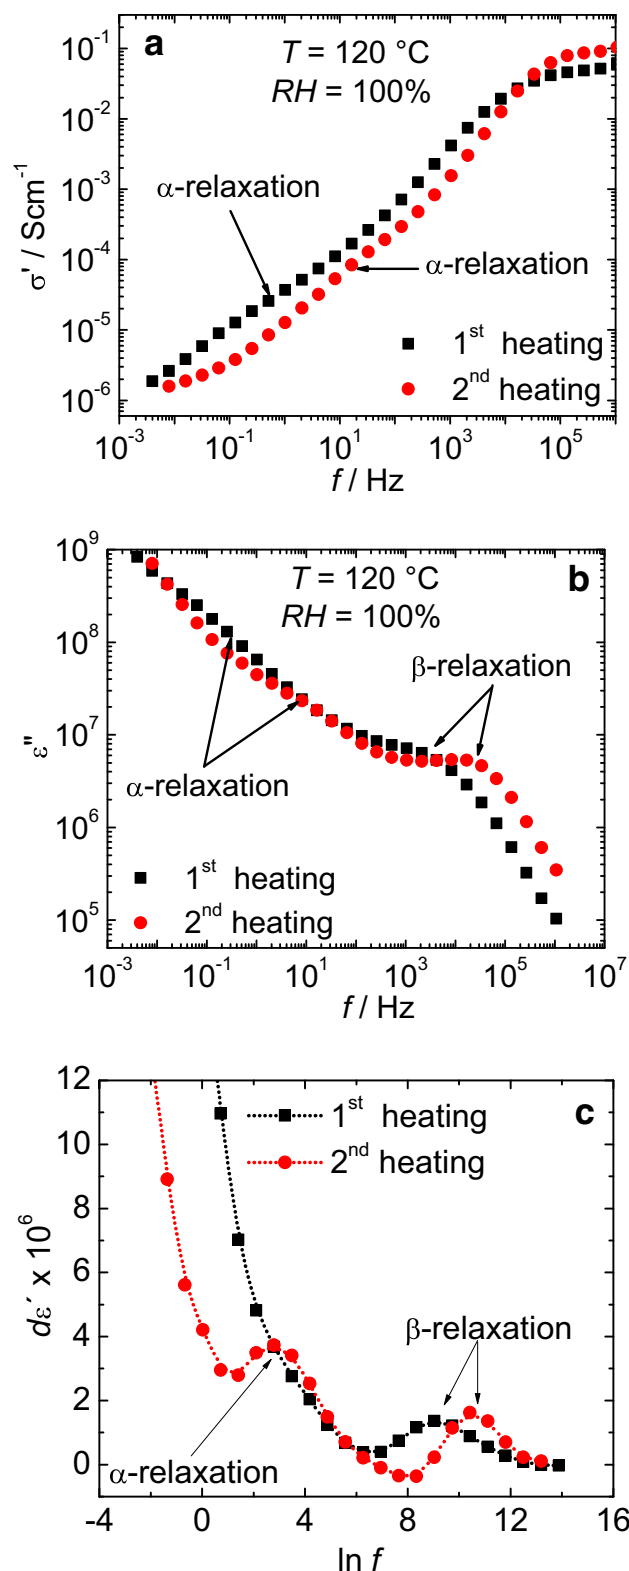 a
T = 120 °C
RH = 100%
10⁻¹
10⁻²
10⁻³
10⁻⁴
10⁻⁵
10⁻⁶
σ' / Scm⁻¹
α-relaxation
α-relaxation
1st heating
2nd heating
10⁻³ 10⁻¹ 10¹ 10³ 10⁵
f / Hz
b
T = 120 °C
RH = 100%
10⁹
10⁸
10⁷
10⁶
10⁵
ε"
β-relaxation
α-relaxation
1st heating
2nd heating
10⁻³ 10⁻¹ 10¹ 10³ 10⁵ 10⁷
f / Hz
c
1st heating
2nd heating
12
10
8
6
4
2
0
dε´ x 10⁶
β-relaxation
α-relaxation
-4 0 4 8 12 16
ln f